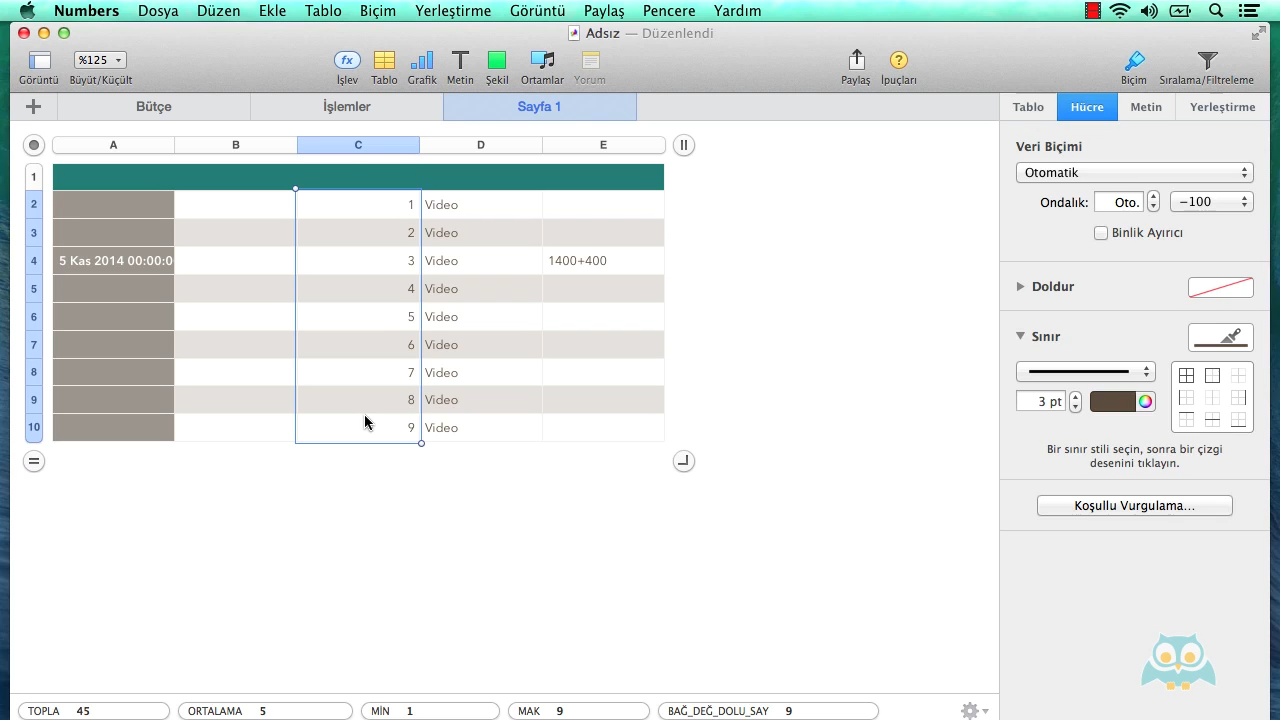 Numbers Dosya Düzen Ekle Tablo Biçim Yerleştirme Görüntü Paylaş Pencere Yardım
Adsız — Düzenlendi
%125 fx ?
Görüntü Büyüt/Küçült İşlev Tablo Grafik Metin Şekil Ortamlar Yorum Paylaş İpuçları Biçim Sıralama/Filtreleme
Bütçe İşlemler Sayfa 1 Tablo Hücre Metin Yerleştirme
A B C D E
1
2 1 Video
3 2 Video
4 5 Kas 2014 00:00:0 3 Video 1400+400
5 4 Video
6 5 Video
7 6 Video
8 7 Video
9 8 Video
10 9 Video
Veri Biçimi
Otomatik
Ondalık: Oto. −100
Binlik Ayırıcı
Doldur
Sınır
3 pt
Bir sınır stili seçin, sonra bir çizgi
desenini tıklayın.
Koşullu Vurgulama...
TOPLA 45 ORTALAMA 5 MİN 1 MAK 9 BAĞ_DEĞ_DOLU_SAY 9